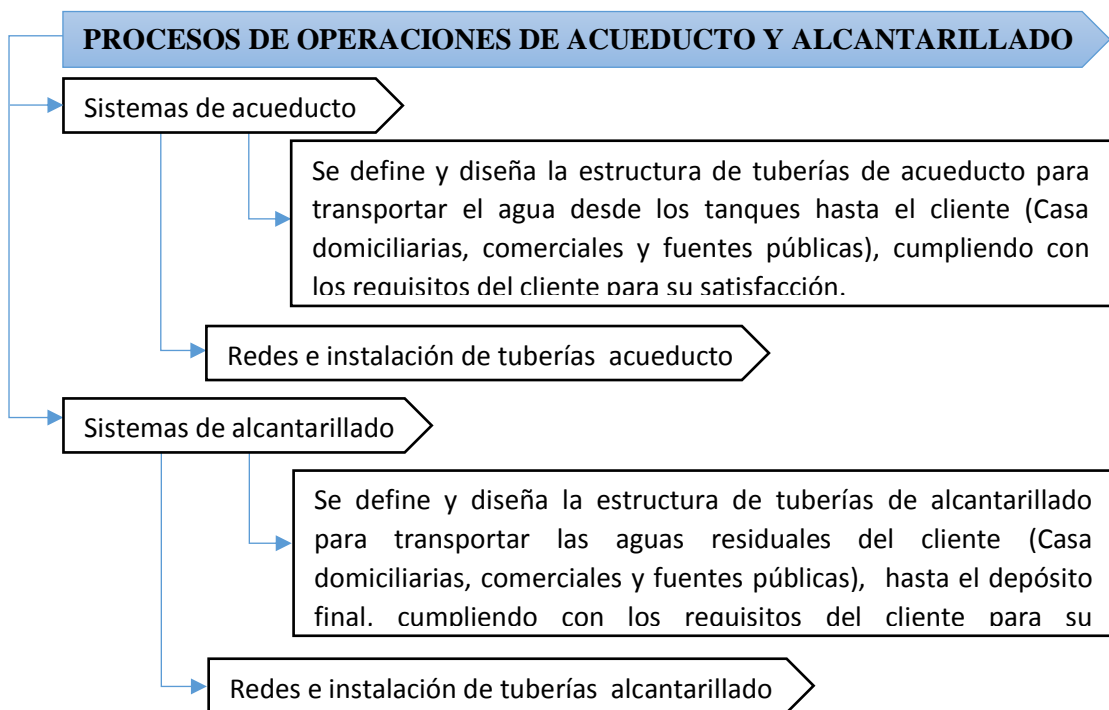 PROCESOS DE OPERACIONES DE ACUEDUCTO Y ALCANTARILLADO
Sistemas de acueducto
Se define y diseña la estructura de tuberías de acueducto para
transportar el agua desde los tanques hasta el cliente (Casa
domiciliarias, comerciales y fuentes públicas), cumpliendo con
los requisitos del cliente para su satisfacción.
Redes e instalación de tuberías acueducto
Sistemas de alcantarillado
Se define y diseña la estructura de tuberías de alcantarillado
para transportar las aguas residuales del cliente (Casa
domiciliarias, comerciales y fuentes públicas), hasta el depósito
final, cumpliendo con los requisitos del cliente para su
Redes e instalación de tuberías alcantarillado